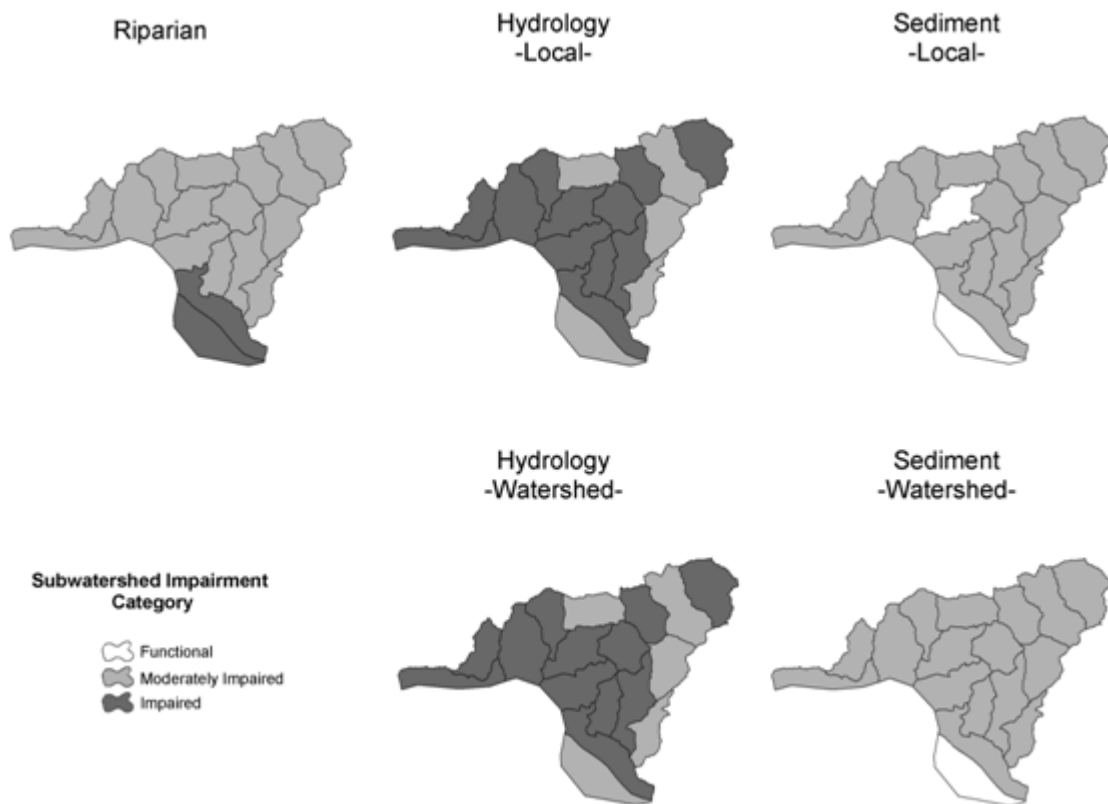 Riparian
Hydrology
-Local-
Sediment
-Local-
Hydrology
-Watershed-
Sediment
-Watershed-
Subwatershed Impairment
Category
Functional
Moderately Impaired
Impaired